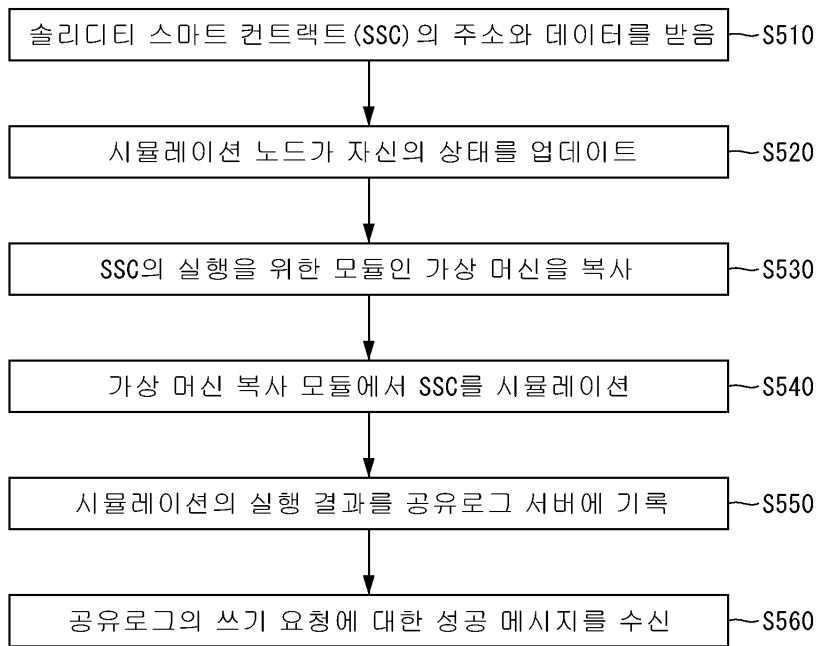 솔리디티 스마트 컨트랙트(SSC)의 주소와 데이터를 받음 S510
시뮬레이션 노드가 자신의 상태를 업데이트 S520
SSC의 실행을 위한 모듈인 가상 머신을 복사 S530
가상 머신 복사 모듈에서 SSC를 시뮬레이션 S540
시뮬레이션의 실행 결과를 공유로그 서버에 기록 S550
공유로그의 쓰기 요청에 대한 성공 메시지를 수신 S560